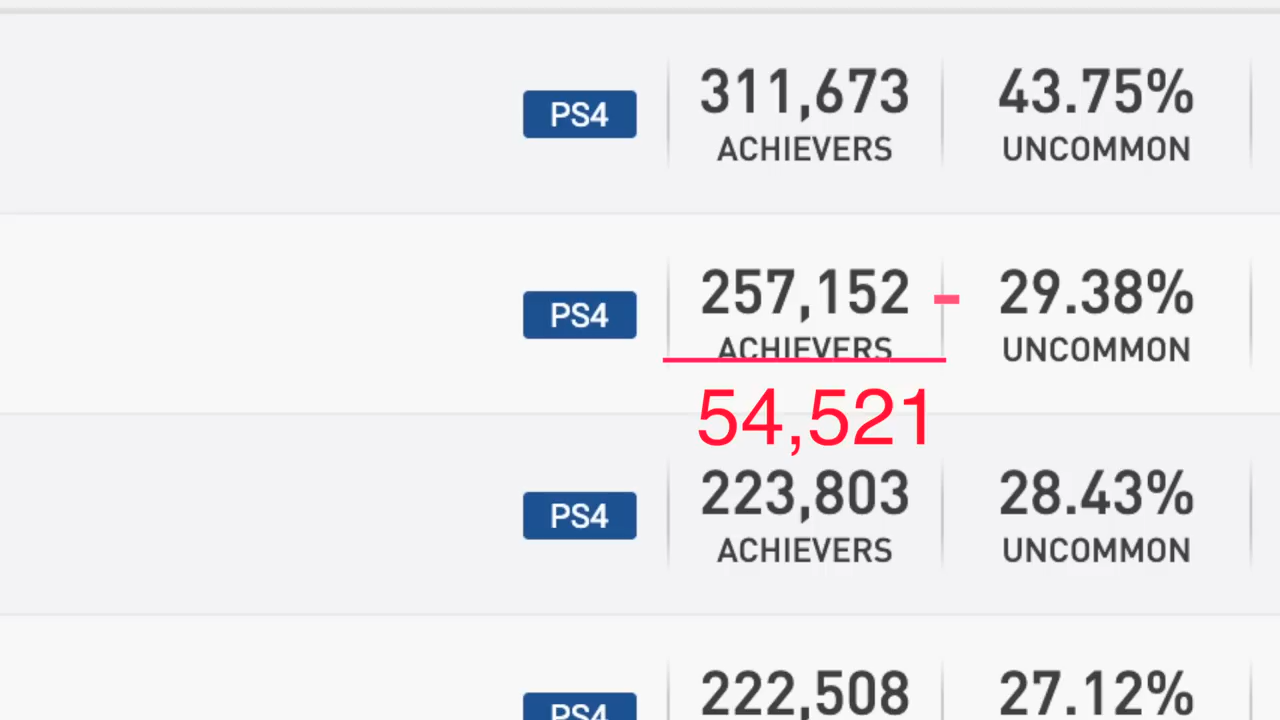 PS4 311,673 43.75%
ACHIEVERS UNCOMMON
PS4 257,152 - 29.38%
ACHIEVERS UNCOMMON
54,521
PS4 223,803 28.43%
ACHIEVERS UNCOMMON
PS4 222,508 27.12%